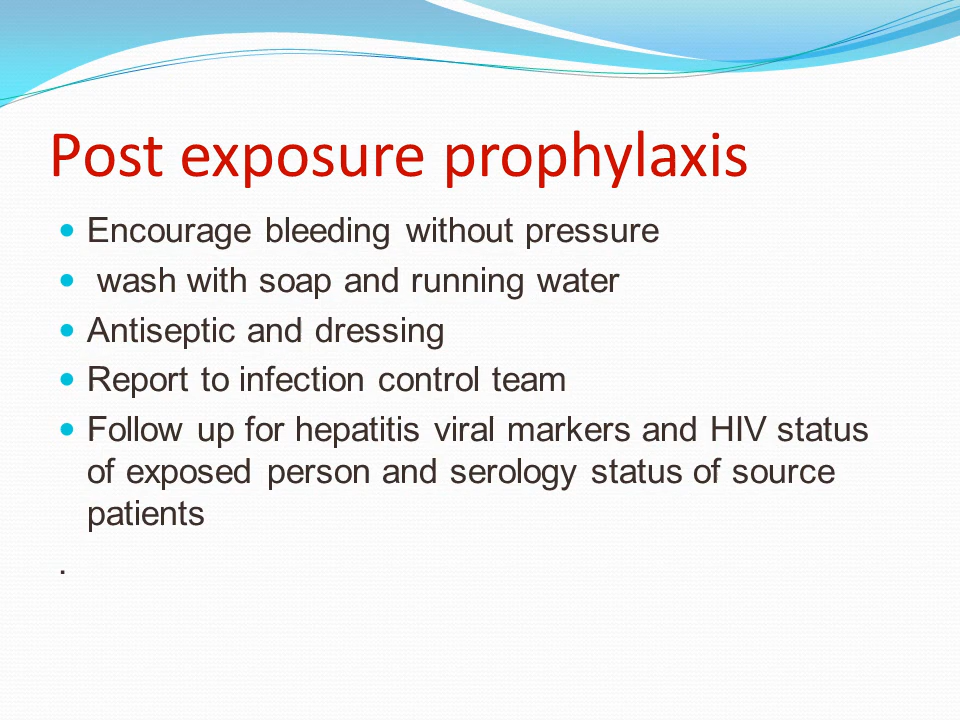 Post exposure prophylaxis
• Encourage bleeding without pressure
• wash with soap and running water
• Antiseptic and dressing
• Report to infection control team
• Follow up for hepatitis viral markers and HIV status
of exposed person and serology status of source
patients
.